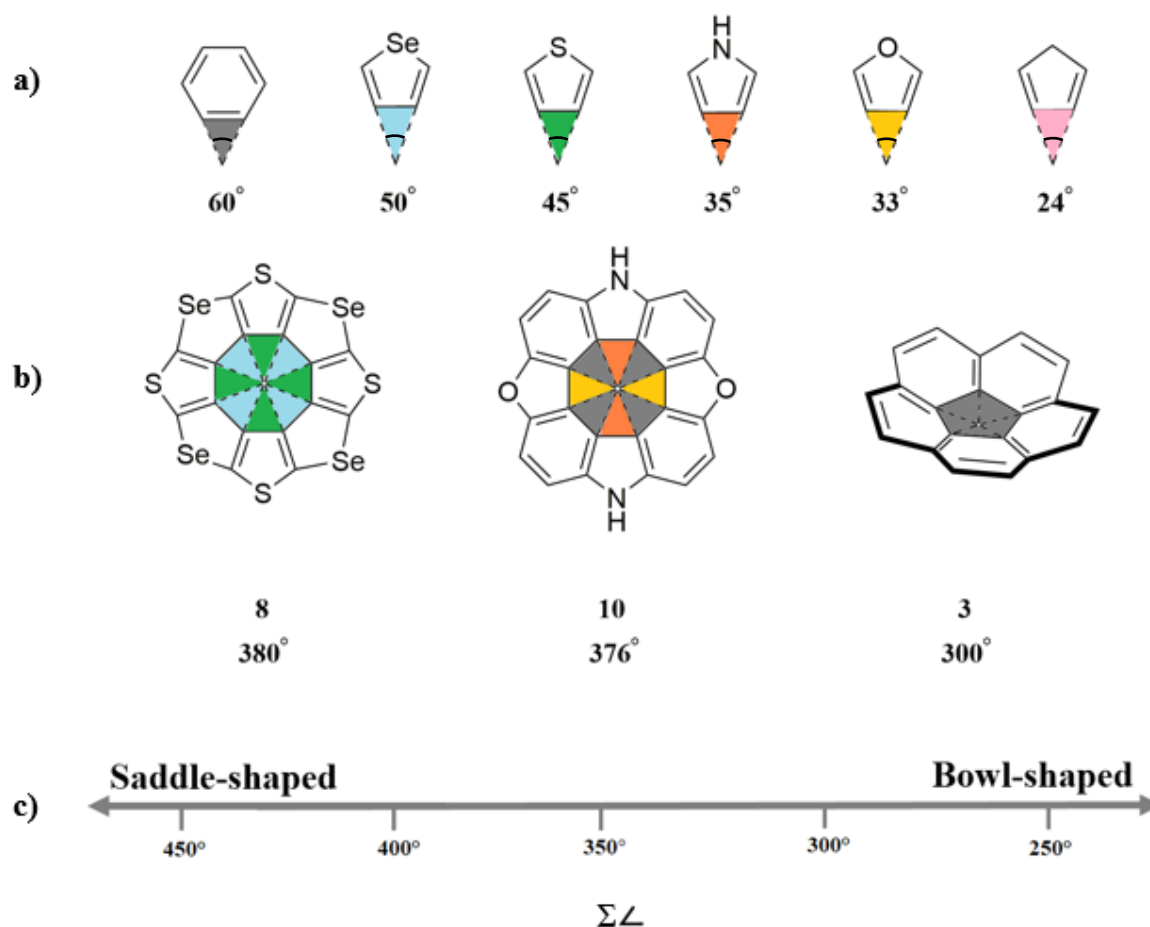 a)
Se S H N O
60° 50° 45° 35° 33° 24°
b)
S
Se Se
S S
Se Se
S
H
N
O O
N
H
8 10 3
380° 376° 300°
c)
Saddle-shaped Bowl-shaped
450° 400° 350° 300° 250°
Σ∠